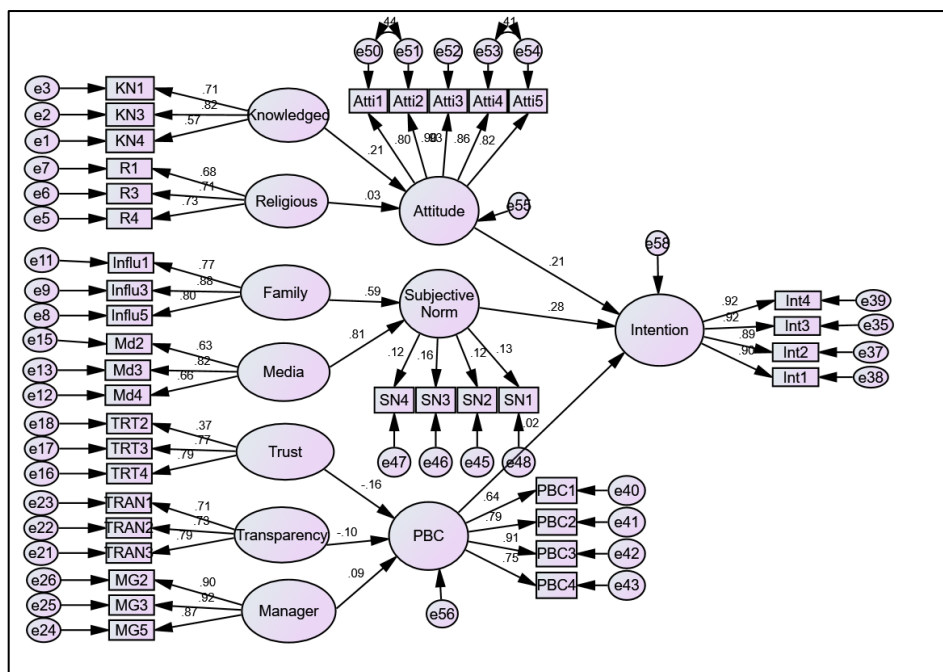 .44
.41
e50
e51
e52
e53
e54
e3
KN1
.71
Atti1
Atti2
Atti3
Atti4
Atti5
e2
KN3
.82
Knowledged
e1
KN4
.57
.80
.86
.82
e7
R1
.68
.21
e6
R3
.71
Religious
.03
Attitude
e55
e5
R4
.73
e58
e11
Influ1
.77
.21
e9
Influ3
.88
Family
.59
Subjective
Norm
.28
Intention
.92
Int4
e39
e8
Influ5
.80
.92
Int3
e35
e15
Md2
.63
.81
.89
Int2
e37
e13
Md3
.82
Media
.12
.16
.12
.13
.90
Int1
e38
e12
Md4
.66
SN4
SN3
SN2
SN1
e18
TRT2
.37
.02
e17
TRT3
.77
Trust
e47
e46
e45
e48
e16
TRT4
.79
-.16
.64
PBC1
e40
e23
TRAN1
.71
.79
PBC2
e41
e22
TRAN2
.73
Transparency
-.10
PBC
.91
PBC3
e42
e21
TRAN3
.79
.75
PBC4
e43
e26
MG2
.90
.09
e25
MG3
.92
Manager
e56
e24
MG5
.87